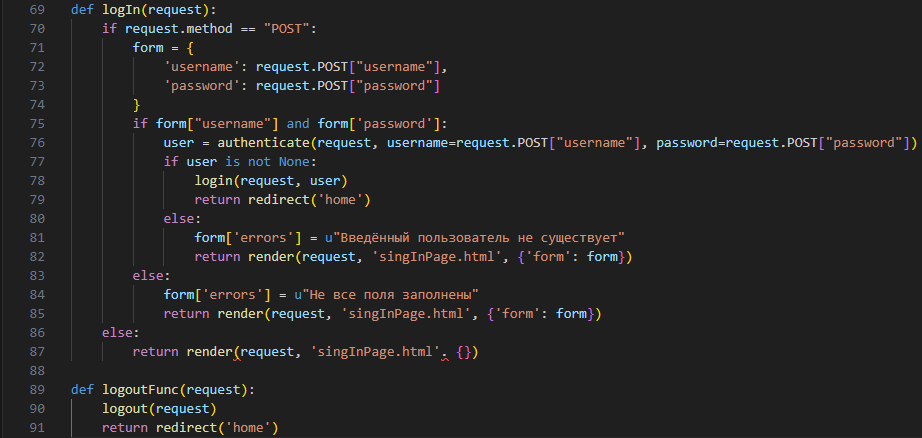 69 def logIn(request):
70     if request.method == "POST":
71         form = {
72             'username': request.POST["username"],
73             'password': request.POST["password"]
74         }
75         if form["username"] and form['password']:
76             user = authenticate(request, username=request.POST["username"], password=request.POST["password"])
77             if user is not None:
78                 login(request, user)
79                 return redirect('home')
80             else:
81                 form['errors'] = u"Введённый пользователь не существует"
82                 return render(request, 'singInPage.html', {'form': form})
83         else:
84             form['errors'] = u"Не все поля заполнены"
85             return render(request, 'singInPage.html', {'form': form})
86     else:
87         return render(request, 'singInPage.html'. {})
88
89 def logoutFunc(request):
90     logout(request)
91     return redirect('home')